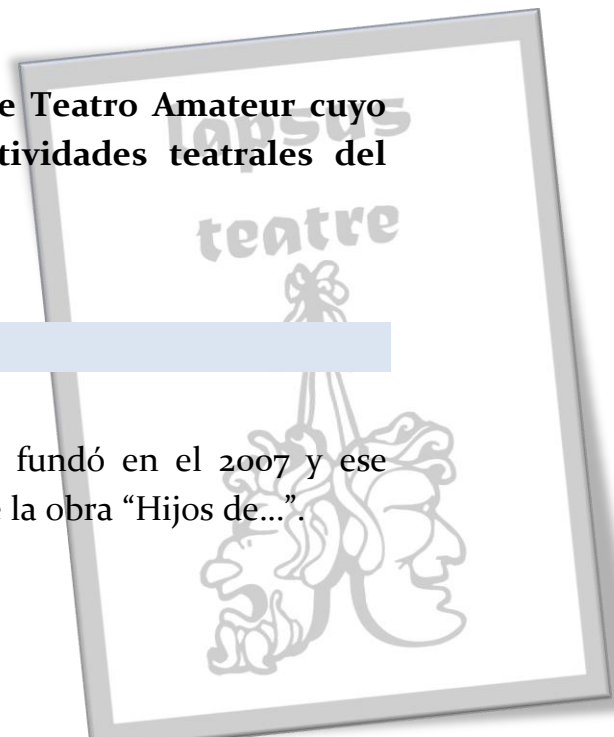 e Teatro Amateur cuyo
lapsus
tividades teatrales del
teatre
fundó en el 2007 y ese
e la obra “Hijos de…”.